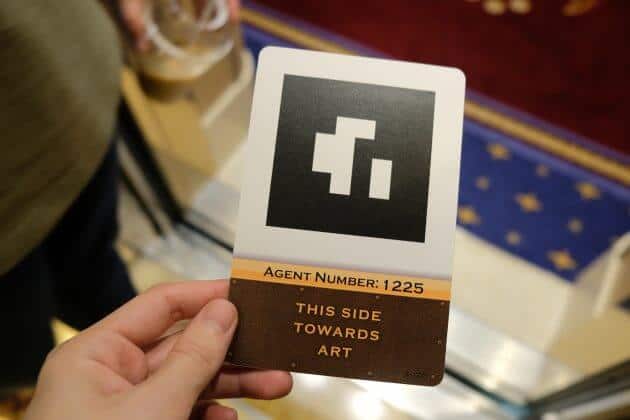 AGENT NUMBER: 1225
THIS SIDE
TOWARDS
ART